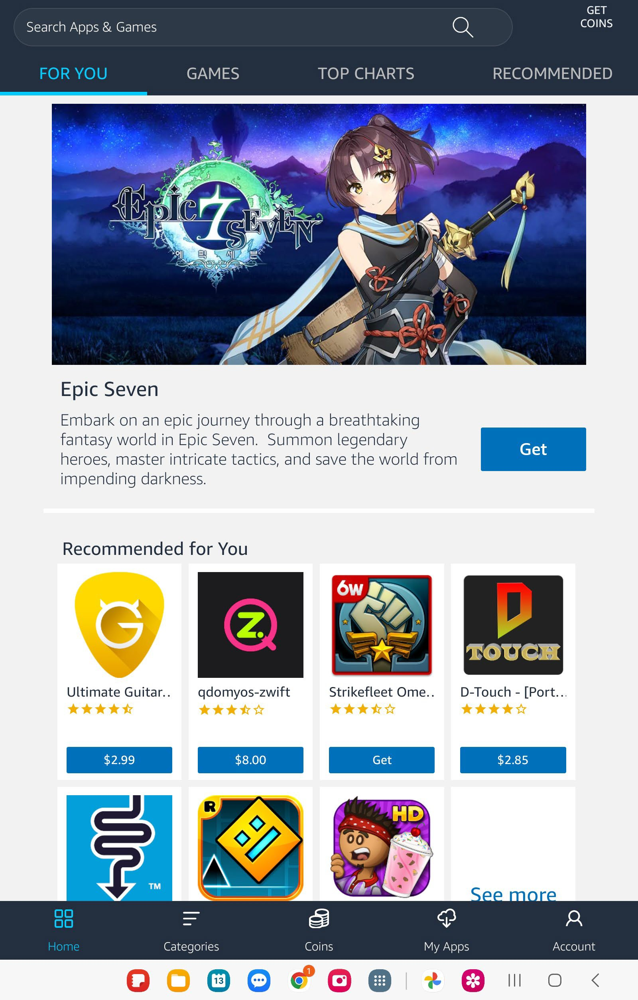 Search Apps & Games
GET
COINS
FOR YOU
GAMES
TOP CHARTS
RECOMMENDED
Epic 7 SEVEN
에픽세븐
Epic Seven
Embark on an epic journey through a breathtaking
fantasy world in Epic Seven.  Summon legendary
heroes, master intricate tactics, and save the world from
impending darkness.
Get
Recommended for You
G
Z.
6w
D
TOUCH
Ultimate Guitar..
qdomyos-zwift
Strikefleet Ome..
D-Touch - [Port...
$2.99
$8.00
Get
$2.85
TM
R
HD
See more
Home
Categories
Coins
My Apps
Account
13
1